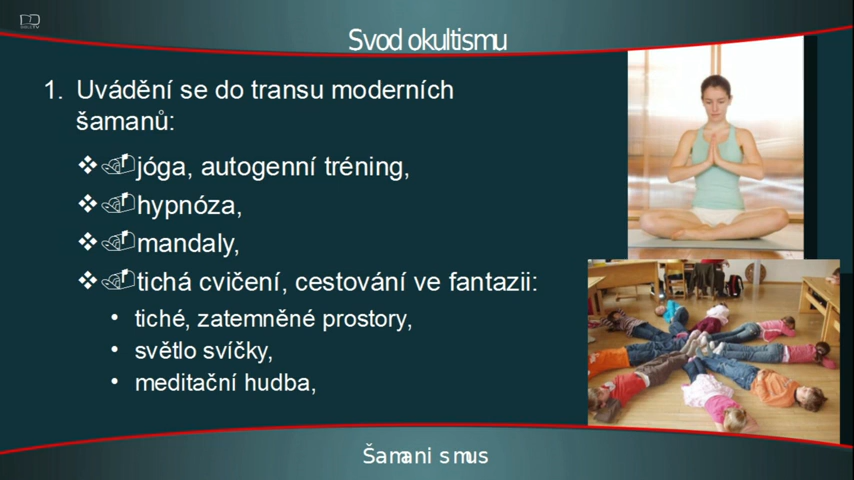 Svod okultismu
1. Uvádění se do transu moderních
šamanů:
❖jóga, autogenní tréning,
❖hypnóza,
❖mandaly,
❖tichá cvičení, cestování ve fantazii:
• tiché, zatemněné prostory,
• světlo svíčky,
• meditační hudba,
Šamanismus